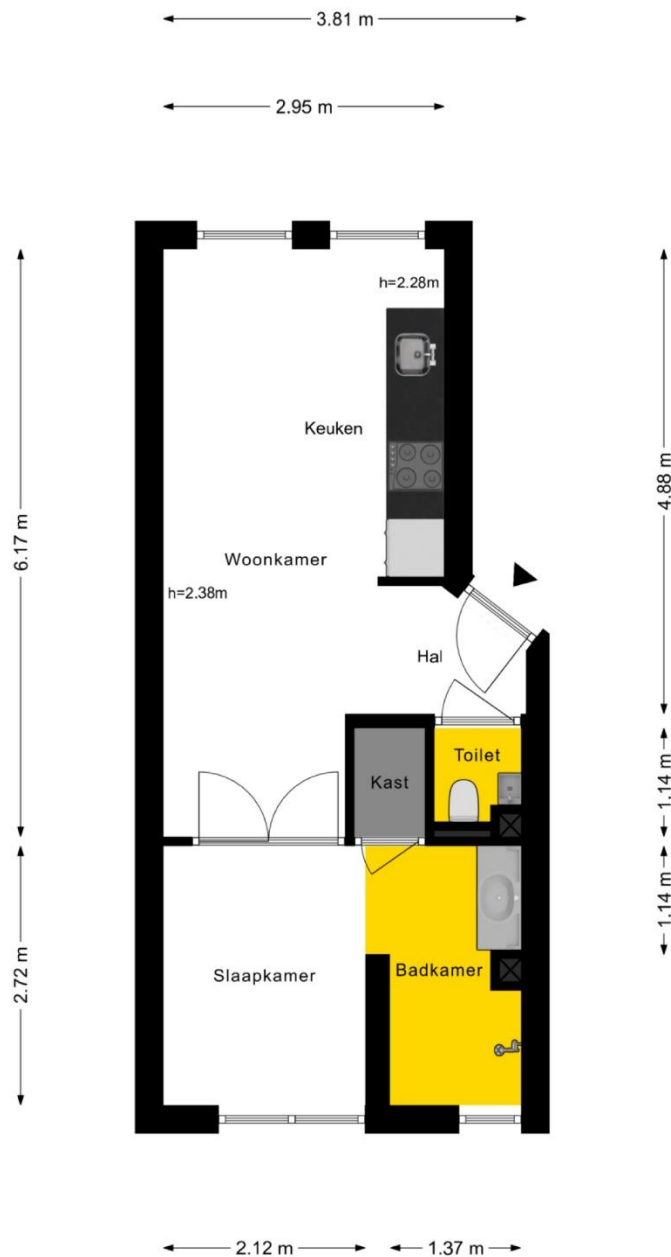 3.81 m
2.95 m
h=2.28m
Keuken
4.88 m
6.17 m
Woonkamer
h=2.38m
Hal
Toilet
Kast
1.14 m
1.14 m
Slaapkamer
Badkamer
2.72 m
2.12 m
1.37 m